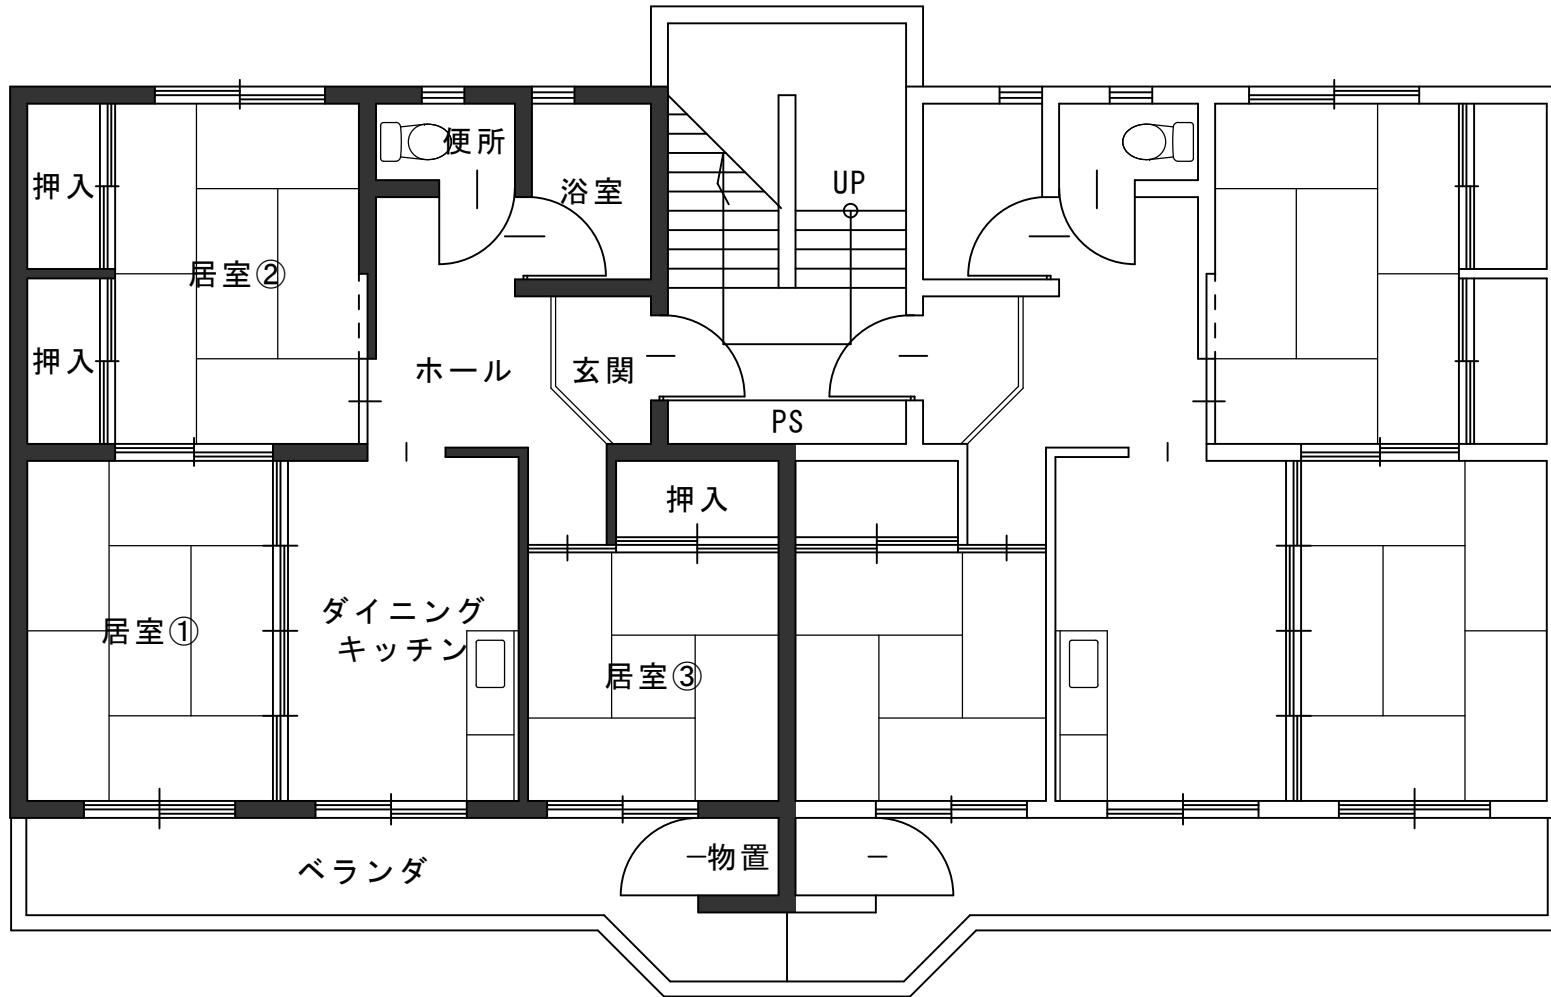 便所
押入
浴室
UP
居室②
押入
ホール
玄関
PS
押入
居室①
ダイニング
キッチン
居室③
ベランダ
物置